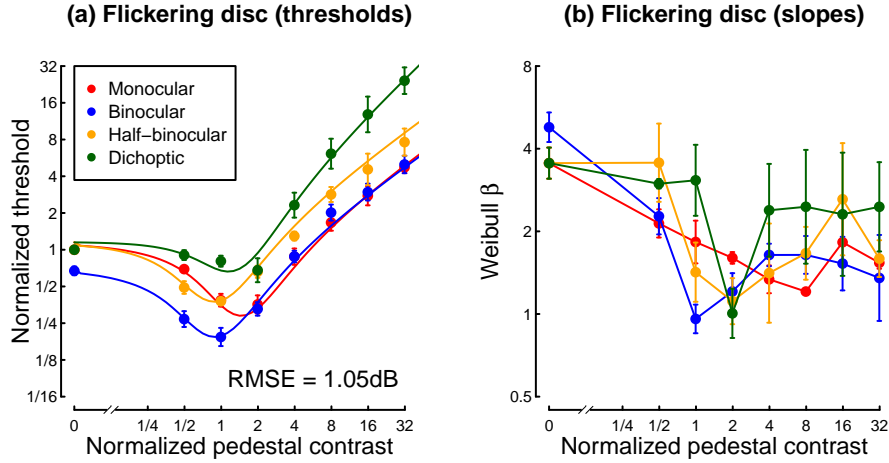 (a) Flickering disc (thresholds)
Normalized threshold
32
16
8
4
2
1
1/2
1/4
1/8
1/16
Monocular
Binocular
Half−binocular
Dichoptic
RMSE = 1.05dB
0 1/4 1/2 1 2 4 8 16 32
Normalized pedestal contrast
(b) Flickering disc (slopes)
Weibull β
8
4
2
1
0.5
0 1/4 1/2 1 2 4 8 16 32
Normalized pedestal contrast